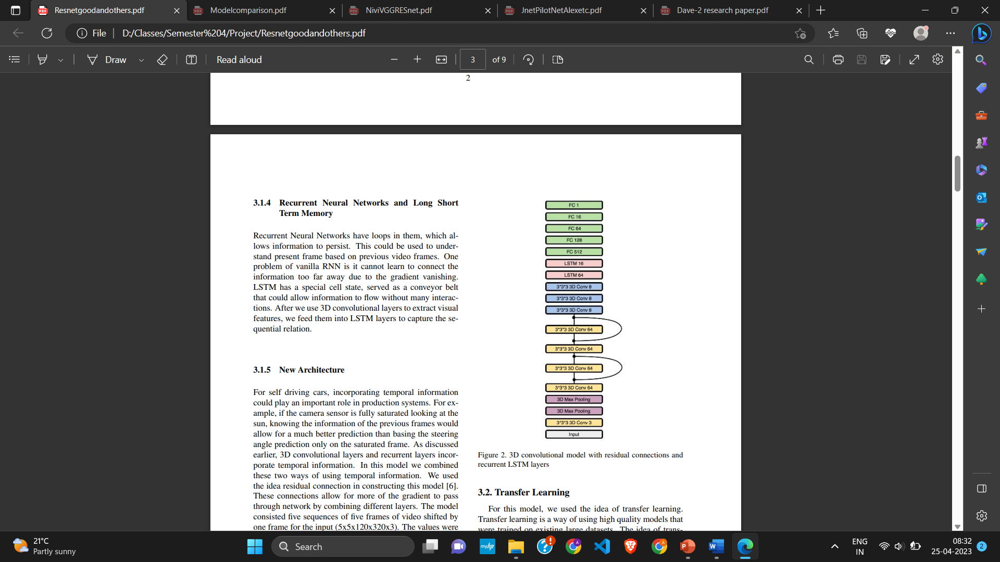 Resnetgoodandothers.pdf
Modelcomparison.pdf
NiviVGGRESnet.pdf
JnetPilotNetAlexetc.pdf
Dave-2 research paper.pdf
File
D:/Classes/Semester%204/Project/Resnetgoodandothers.pdf
Draw
Read aloud
3 of 9
2
3.1.4 Recurrent Neural Networks and Long Short
Term Memory
Recurrent Neural Networks have loops in them, which al-
lows information to persist. This could be used to under-
stand present frame based on previous video frames. One
problem of vanilla RNN is it cannot learn to connect the
information too far away due to the gradient vanishing.
LSTM has a special cell state, served as a conveyor belt
that could allow information to flow without many interac-
tions. After we use 3D convolutional layers to extract visual
features, we feed them into LSTM layers to capture the se-
quential relation.
3.1.5 New Architecture
For self driving cars, incorporating temporal information
could play an important role in production systems. For ex-
ample, if the camera sensor is fully saturated looking at the
sun, knowing the information of the previous frames would
allow for a much better prediction than basing the steering
angle prediction only on the saturated frame. As discussed
earlier, 3D convolutional layers and recurrent layers incor-
porate temporal information. In this model we combined
these two ways of using temporal information. We used
the idea residual connection in constructing this model [6].
These connections allow for more of the gradient to pass
through network by combining different layers. The model
consisted five sequences of five frames of video shifted by
one frame for the input (5x5x120x320x3). The values were
FC 1
FC 16
FC 64
FC 128
FC 512
LSTM 16
LSTM 64
3*3*3 3D Conv 8
3*3*3 3D Conv 8
3*3*3 3D Conv 8
3*3*3 3D Conv 64
3*3*3 3D Conv 64
3*3*3 3D Conv 64
3*3*3 3D Conv 64
3D Max Pooling
3D Max Pooling
3*3*3 3D Conv 3
Input
Figure 2. 3D convolutional model with residual connections and
recurrent LSTM layers
3.2. Transfer Learning
For this model, we used the idea of transfer learning.
Transfer learning is a way of using high quality models that
were trained on existing large datasets. The idea of trans-
21°C
Partly sunny
Search
myhp
ENG
IN
08:32
25-04-2023
2